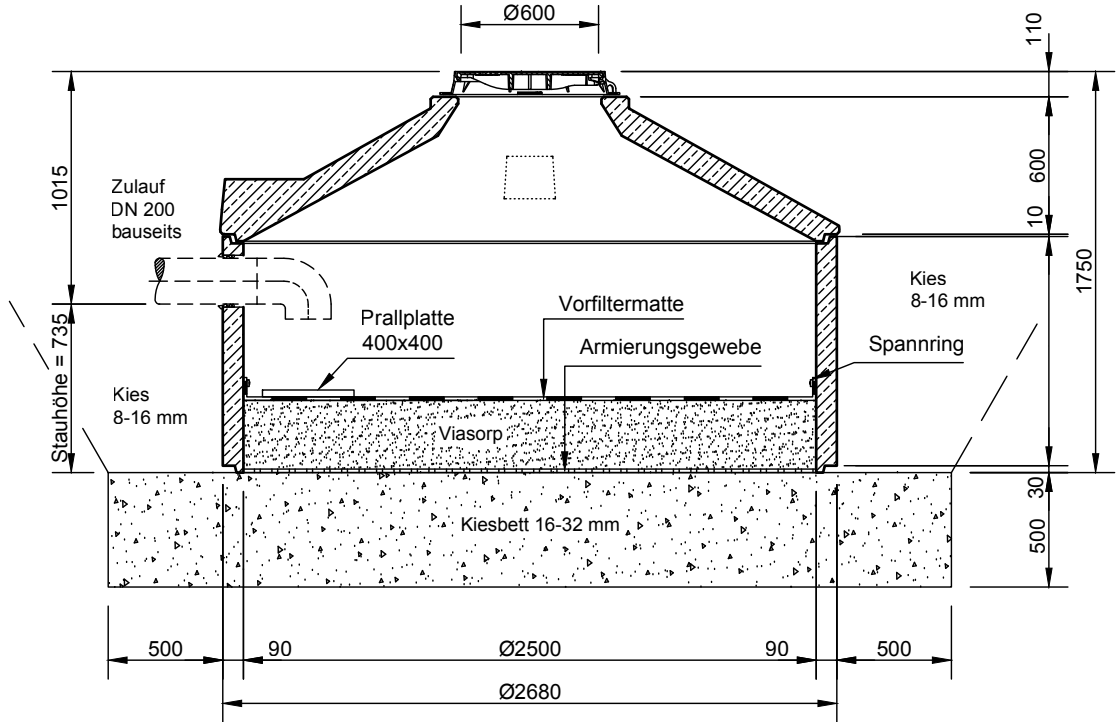 Ø600
110
1015
Zulauf
DN 200
bauseits
600
10
1750
Kies
8-16 mm
Vorfiltermatte
Prallplatte
400x400
Armierungsgewebe
Spannring
Stauhöhe = 735
Kies
8-16 mm
Viasorp
Kiesbett 16-32 mm
30
500
500
90
Ø2500
90
500
Ø2680